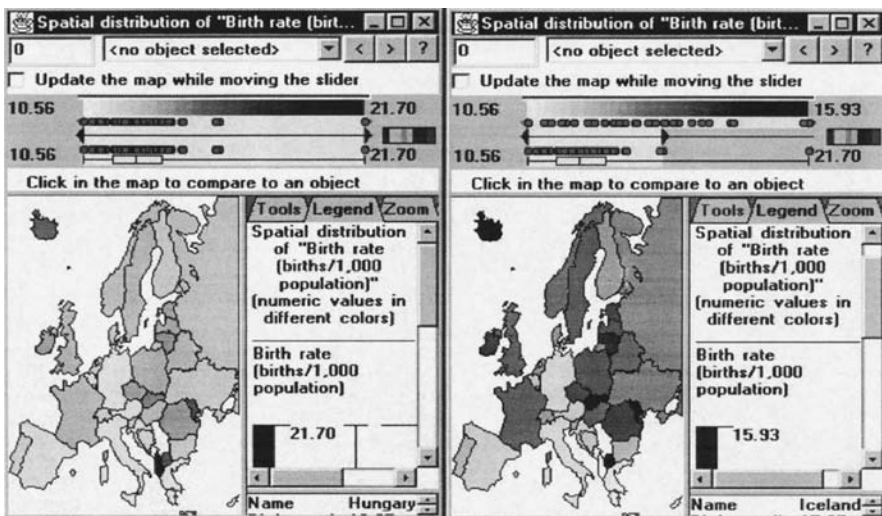 Spatial distribution of "Birth rate (birt...
0 <no object selected> < > ?
Update the map while moving the slider
10.56 21.70
10.56 21.70
Click in the map to compare to an object
Tools Legend Zoom
Spatial distribution
of "Birth rate
(births/1,000
population)"
(numeric values in
different colors)
Birth rate
(births/1,000
population)
21.70
Name Hungary
Spatial distribution of "Birth rate (birt...
0 <no object selected> < > ?
Update the map while moving the slider
10.56 15.93
10.56 21.70
Click in the map to compare to an object
Tools Legend Zoom
Spatial distribution
of "Birth rate
(births/1,000
population)"
(numeric values in
different colors)
Birth rate
(births/1,000
population)
15.93
Name Iceland